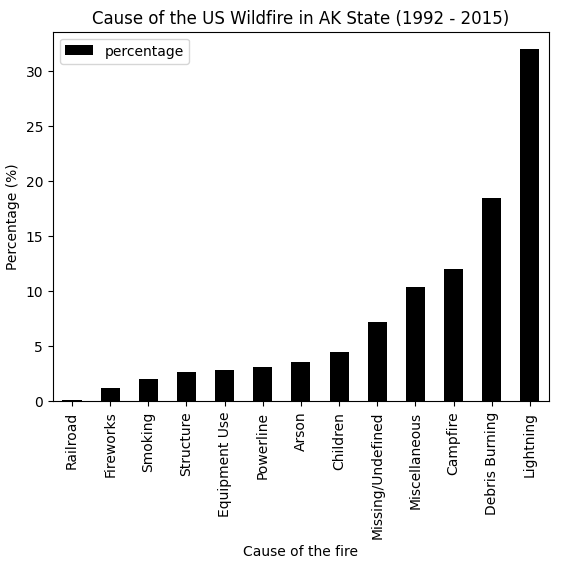 Cause of the US Wildfire in AK State (1992 - 2015)
percentage
Percentage (%)
30
25
20
15
10
5
0
Railroad
Fireworks
Smoking
Structure
Equipment Use
Powerline
Arson
Children
Missing/Undefined
Miscellaneous
Campfire
Debris Burning
Lightning
Cause of the fire